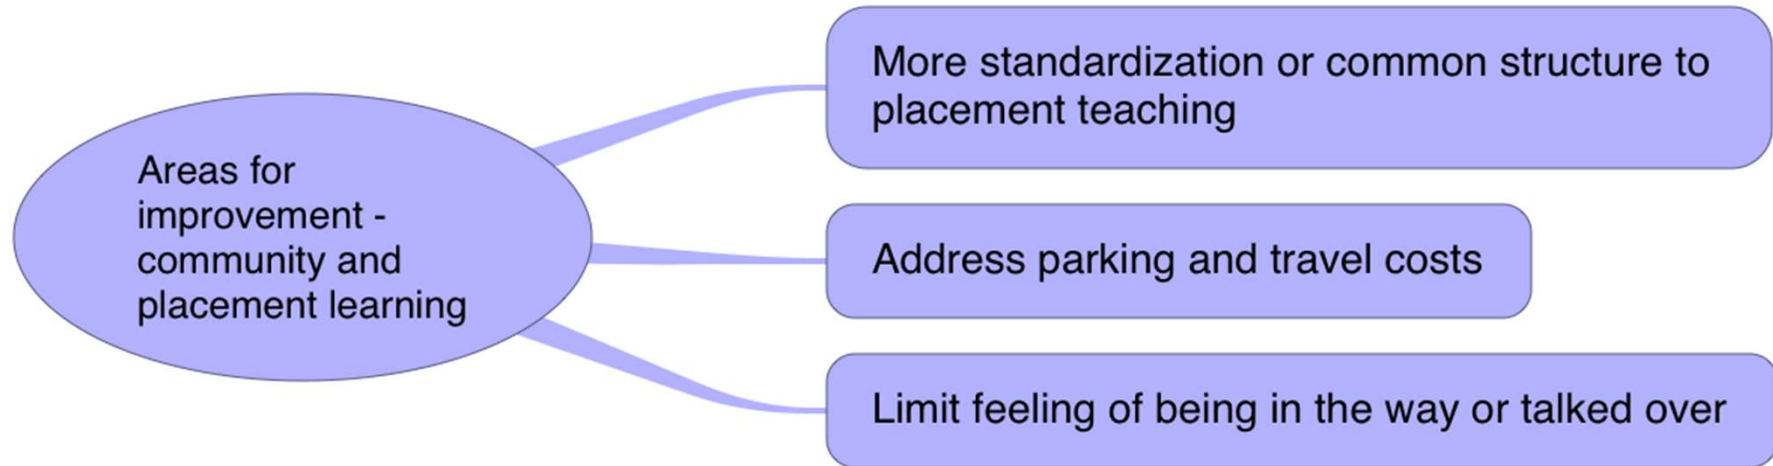 Areas for
improvement -
community and
placement learning
More standardization or common structure to
placement teaching
Address parking and travel costs
Limit feeling of being in the way or talked over